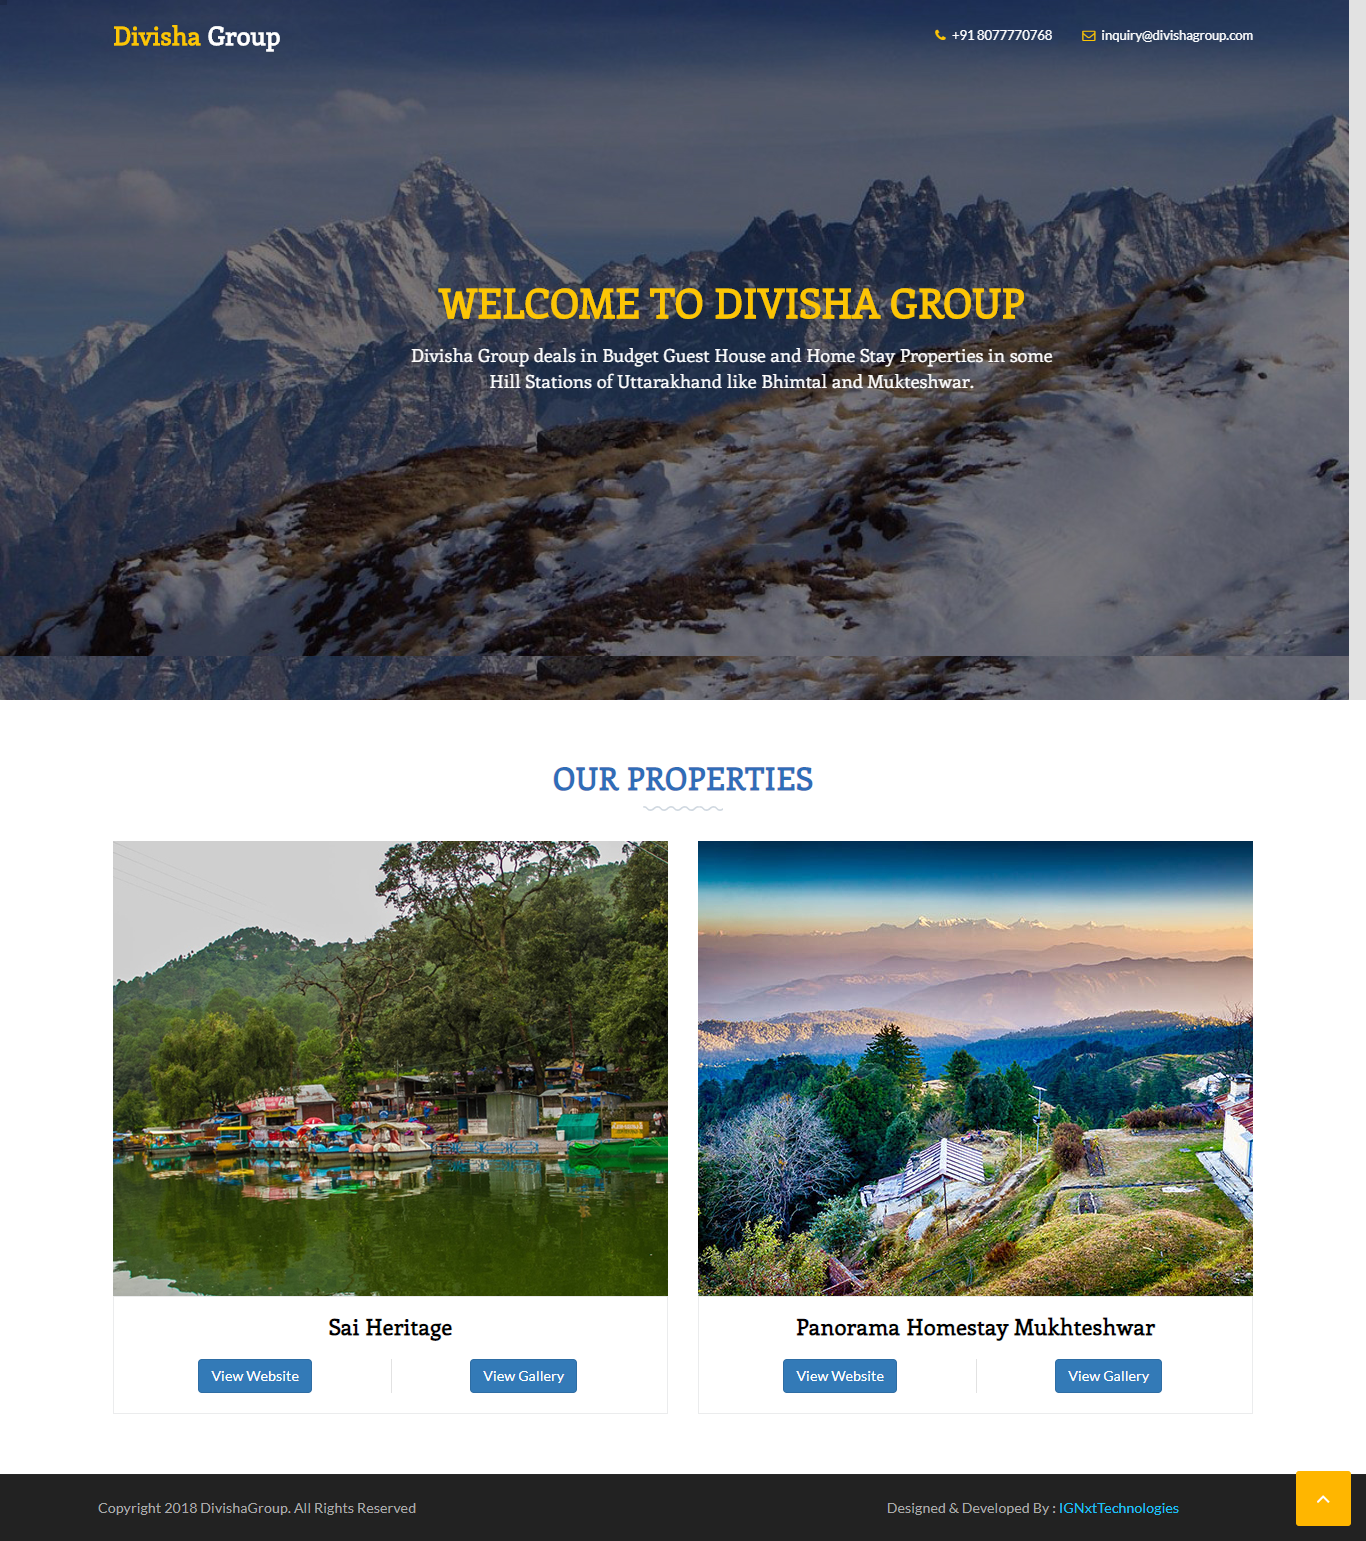 Divisha Group
+91 8077770768
inquiry@divishagroup.com
WELCOME TO DIVISHA GROUP
Divisha Group deals in Budget Guest House and Home Stay Properties in some
Hill Stations of Uttarakhand like Bhimtal and Mukteshwar.
OUR PROPERTIES
Sai Heritage
View Website
View Gallery
Panorama Homestay Mukhteshwar
View Website
View Gallery
Copyright 2018 DivishaGroup. All Rights Reserved
Designed & Developed By : IGNxtTechnologies